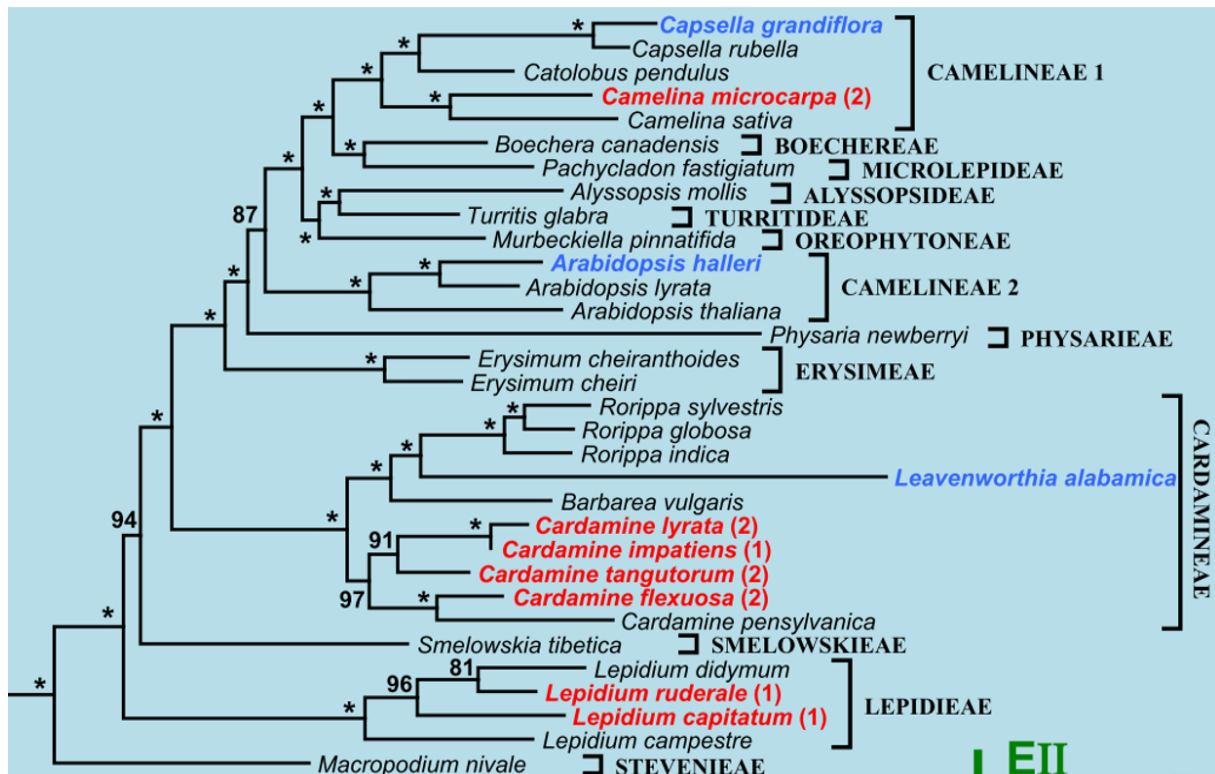 * Capsella grandiflora
* Capsella rubella
* Catolobus pendulus
CAMELINEAE 1
* Camelina microcarpa (2)
* Camelina sativa
* Boechera canadensis BOECHEREAE
Pachycladon fastigiatum MICROLEPIDEAE
* Alyssopsis mollis ALYSSOPSIDEAE
87 Turritis glabra TURRITIDEAE
* Murbeckiella pinnatifida OREOPHYTONEAE
* Arabidopsis halleri
* * Arabidopsis lyrata CAMELINEAE 2
Arabidopsis thaliana
* Physaria newberryi PHYSARIEAE
* Erysimum cheiranthoides ERYSIMEAE
Erysimum cheiri
* * Rorippa sylvestris
* Rorippa globosa
* Rorippa indica
* Leavenworthia alabamica
Barbarea vulgaris
CARDAMINEAE
94 * * Cardamine lyrata (2)
91 Cardamine impatiens (1)
Cardamine tangutorum (2)
97 * Cardamine flexuosa (2)
* Cardamine pensylvanica
Smelowskia tibetica SMELOWSKIEAE
81 Lepidium didymum
* 96 Lepidium ruderale (1)
* Lepidium capitatum (1) LEPIDIEAE
Lepidium campestre
Macropodium nivale STEVENIEAE
EII